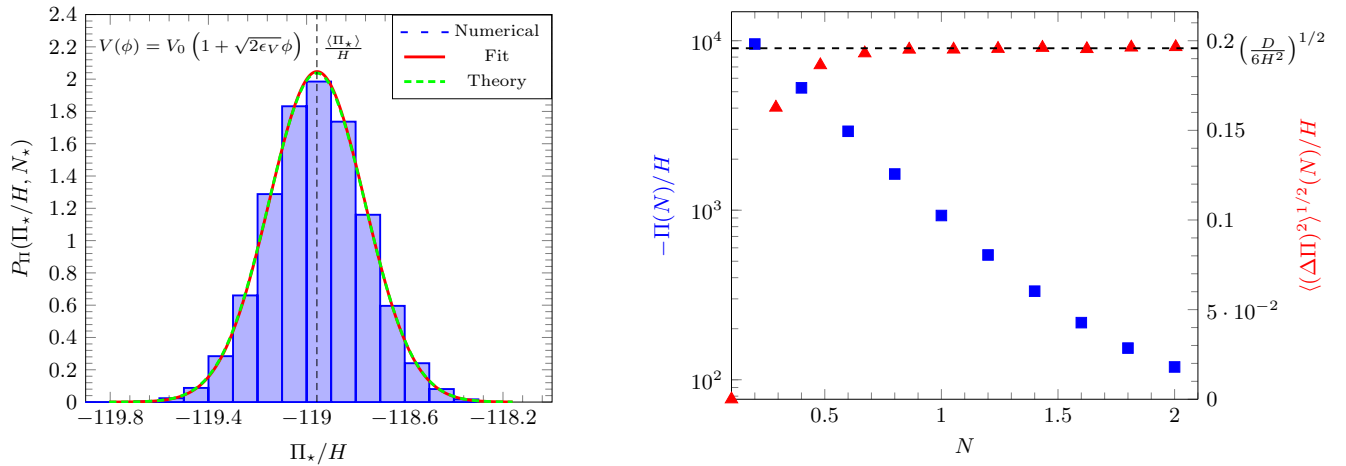 V(ϕ) = V₀ (1 + √2ϵ_Vϕ)
⟨Π⋆⟩/H
Numerical
Fit
Theory
2.4
2.2
2
1.8
1.6
1.4
1.2
1
0.8
0.6
0.4
0.2
0
P_Π(Π⋆/H, N⋆)
−119.8
−119.4
−119
−118.6
−118.2
Π⋆/H
10⁴
10³
10²
−Π(N)/H
0.5
1
1.5
2
N
0.2
0.15
0.1
5 · 10⁻²
0
(D/6H²)^1/2
⟨(ΔΠ)²⟩^1/2(N)/H